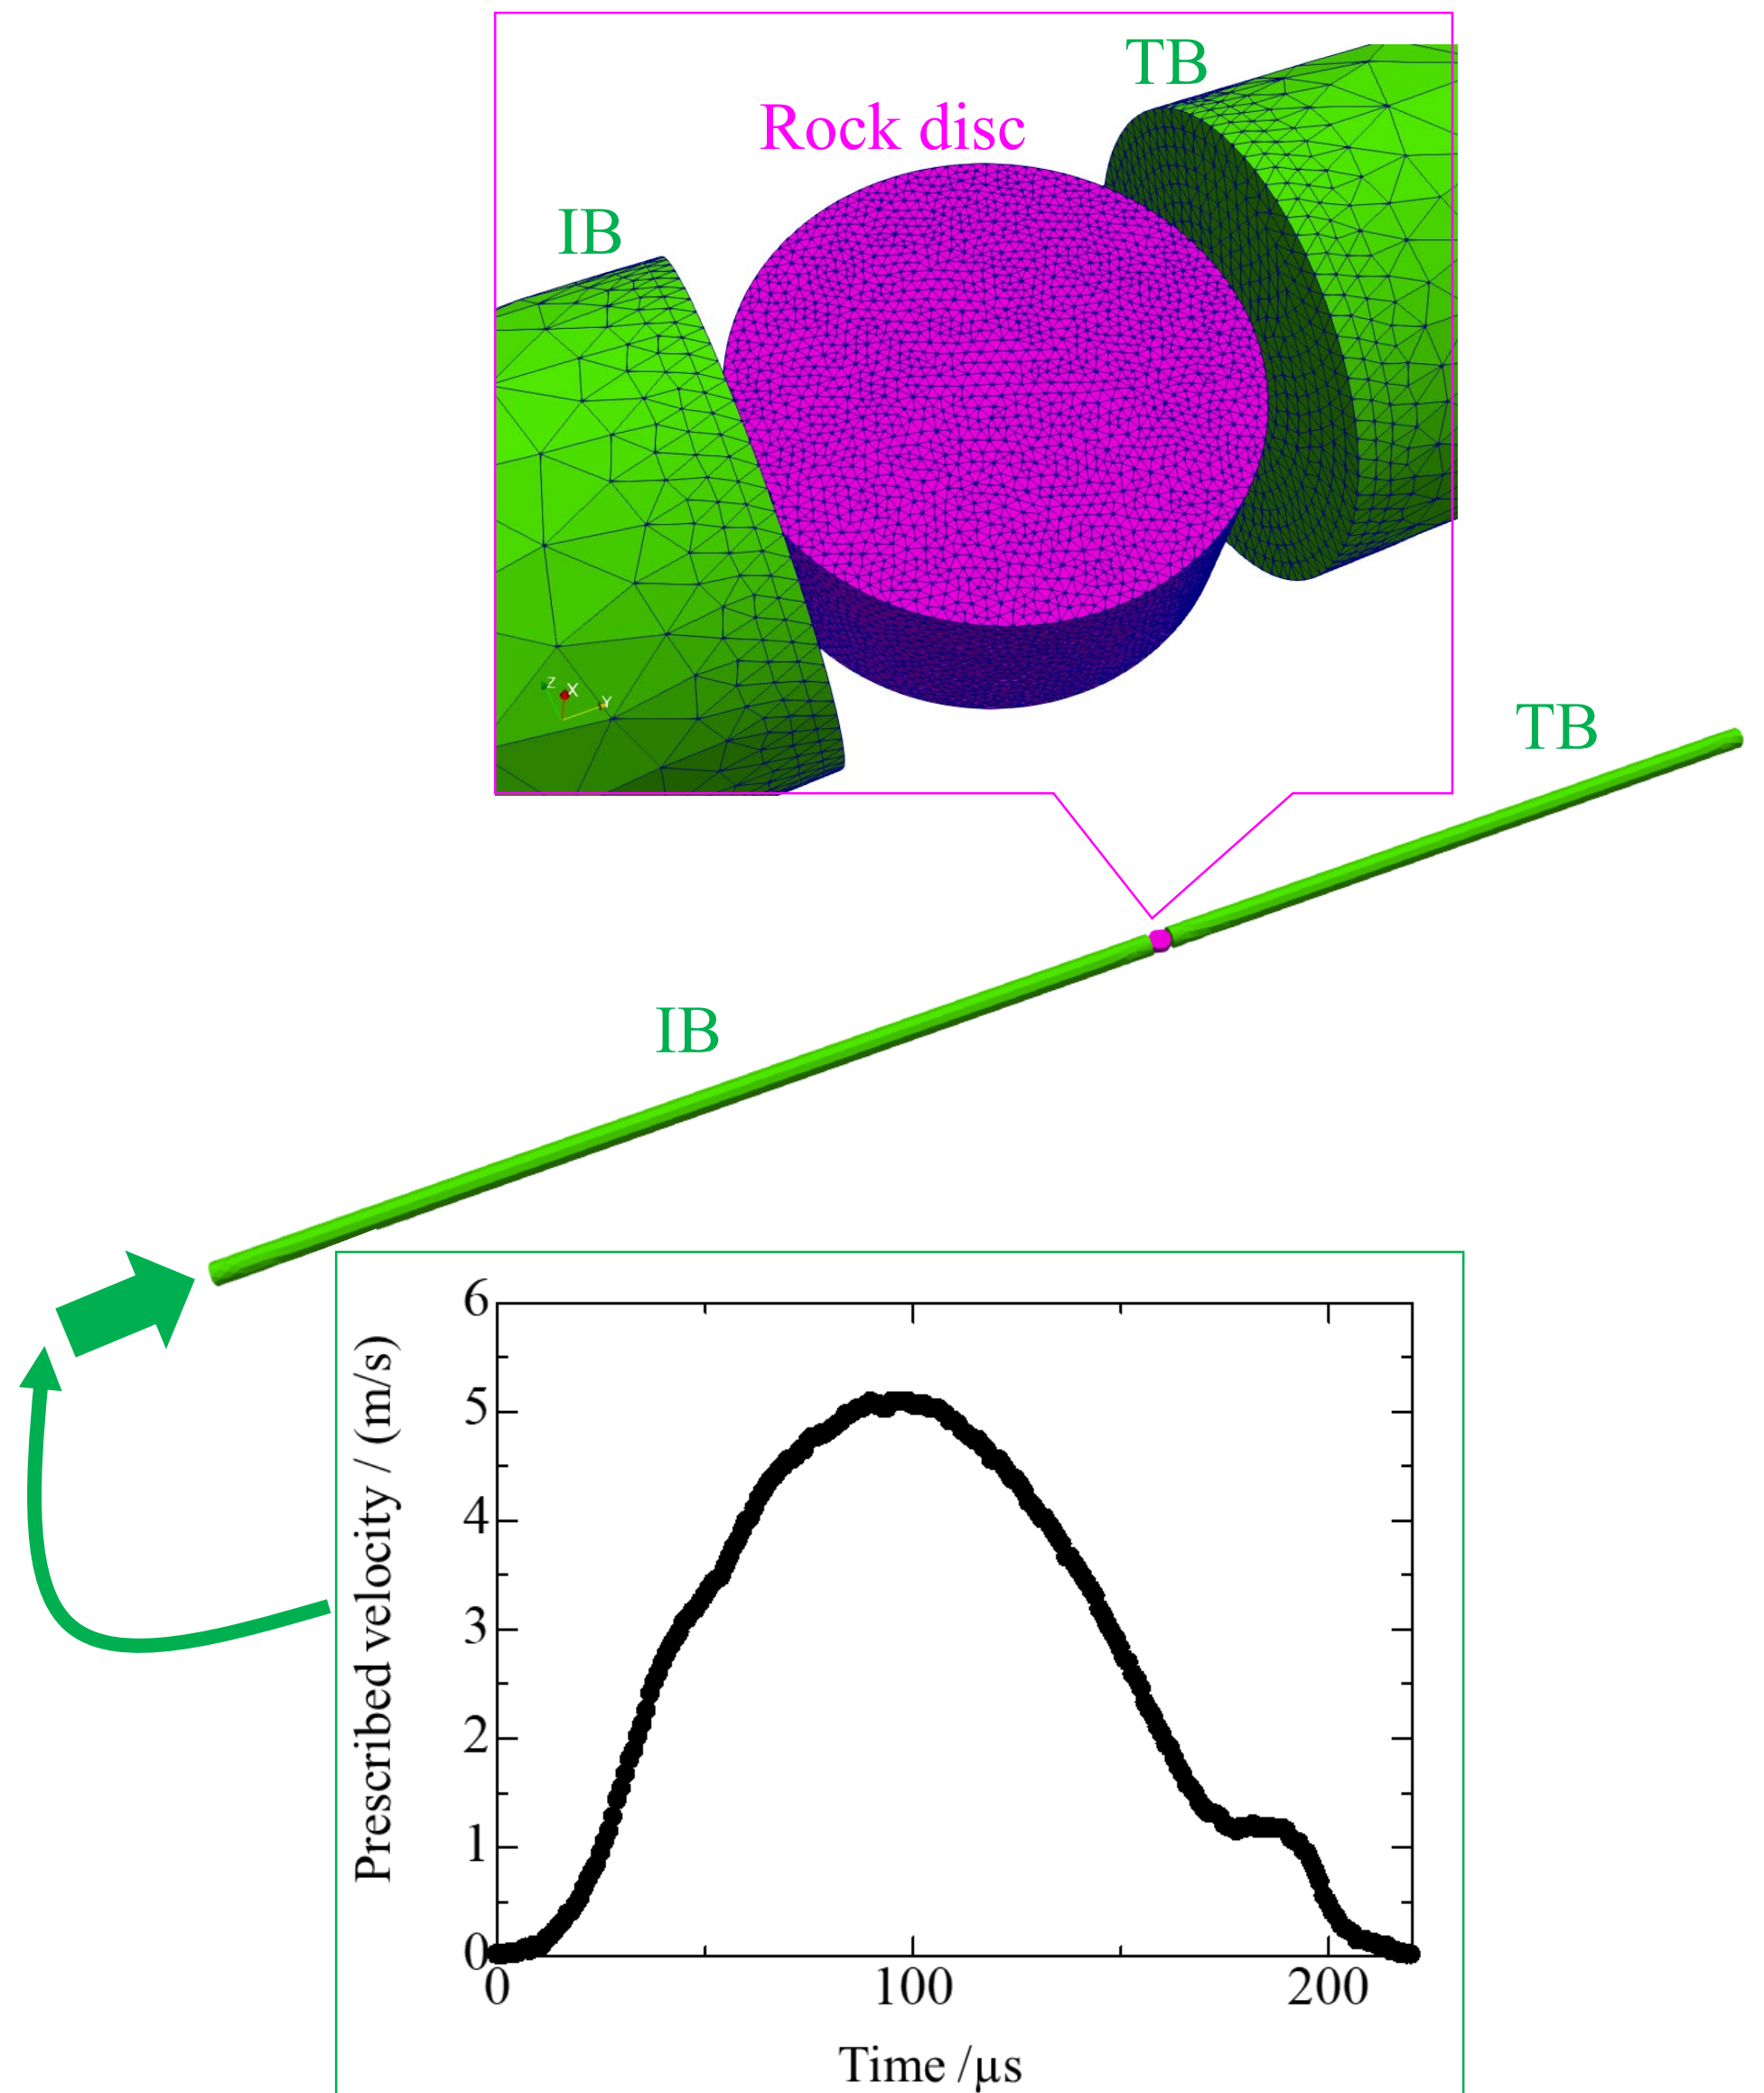 TB
Rock disc
IB
Z
X
Y
TB
IB
6
5
4
3
2
1
0
Prescribed velocity / (m/s)
0
100
200
Time /µs